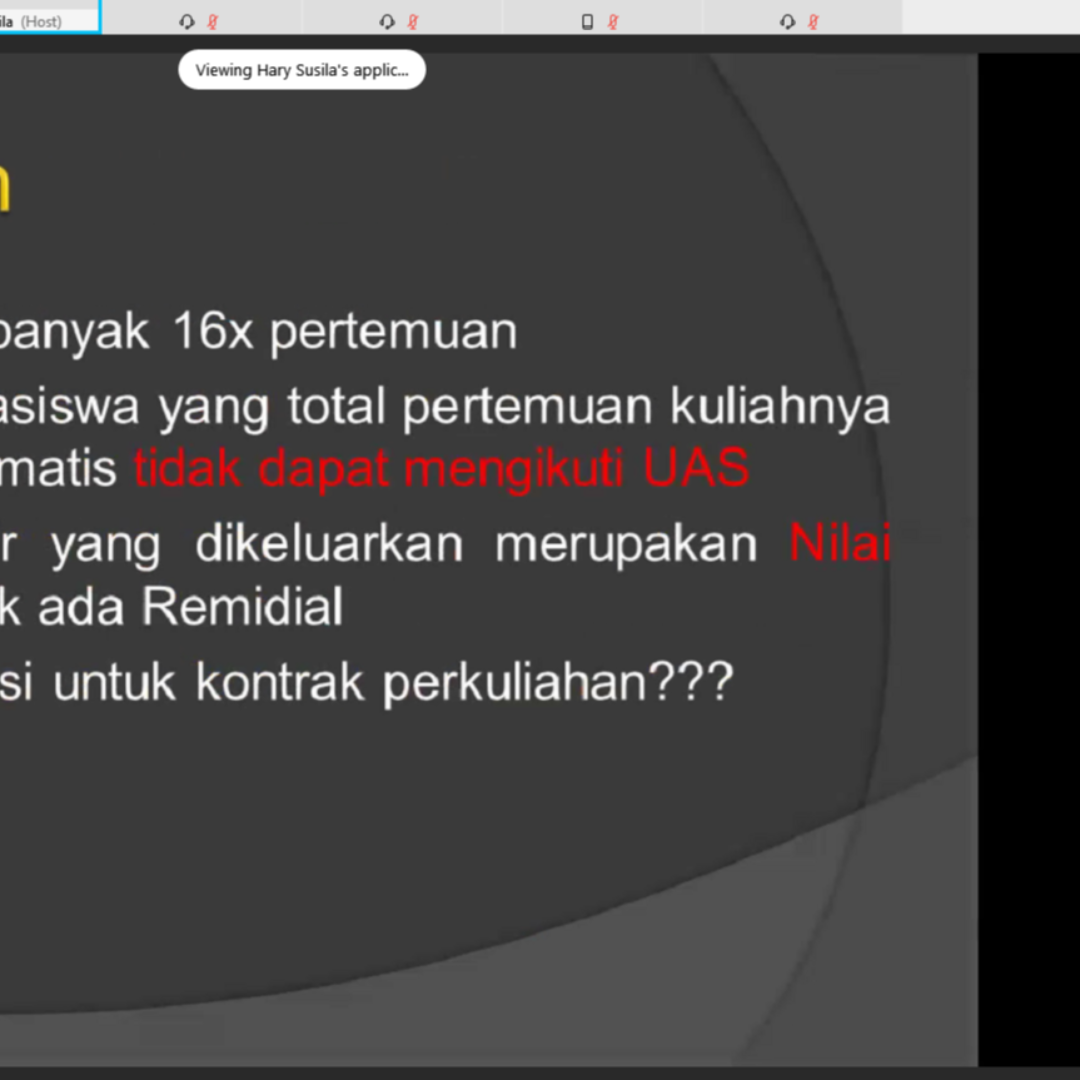 ila (Host)
Viewing Hary Susila's applic...
n
banyak 16x pertemuan
asiswa yang total pertemuan kuliahnya
matis tidak dapat mengikuti UAS
r yang dikeluarkan merupakan Nilai
k ada Remidial
si untuk kontrak perkuliahan???